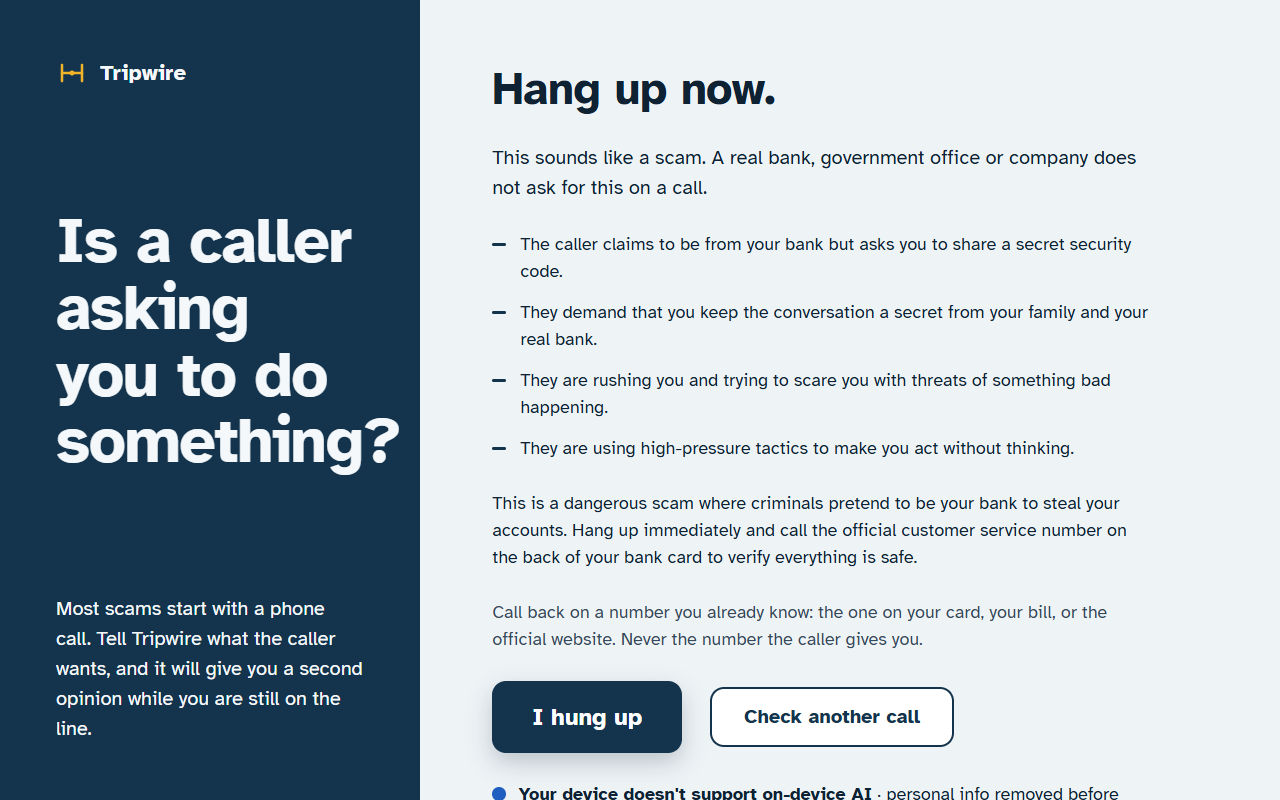 Tripwire
Is a caller
asking
you to do
something?
Most scams start with a phone
call. Tell Tripwire what the caller
wants, and it will give you a second
opinion while you are still on the
line.
Hang up now.
This sounds like a scam. A real bank, government office or company does
not ask for this on a call.
The caller claims to be from your bank but asks you to share a secret security
code.
They demand that you keep the conversation a secret from your family and your
real bank.
They are rushing you and trying to scare you with threats of something bad
happening.
They are using high-pressure tactics to make you act without thinking.
This is a dangerous scam where criminals pretend to be your bank to steal your
accounts. Hang up immediately and call the official customer service number on
the back of your bank card to verify everything is safe.
Call back on a number you already know: the one on your card, your bill, or the
official website. Never the number the caller gives you.
I hung up
Check another call
Your device doesn't support on-device AI · personal info removed before